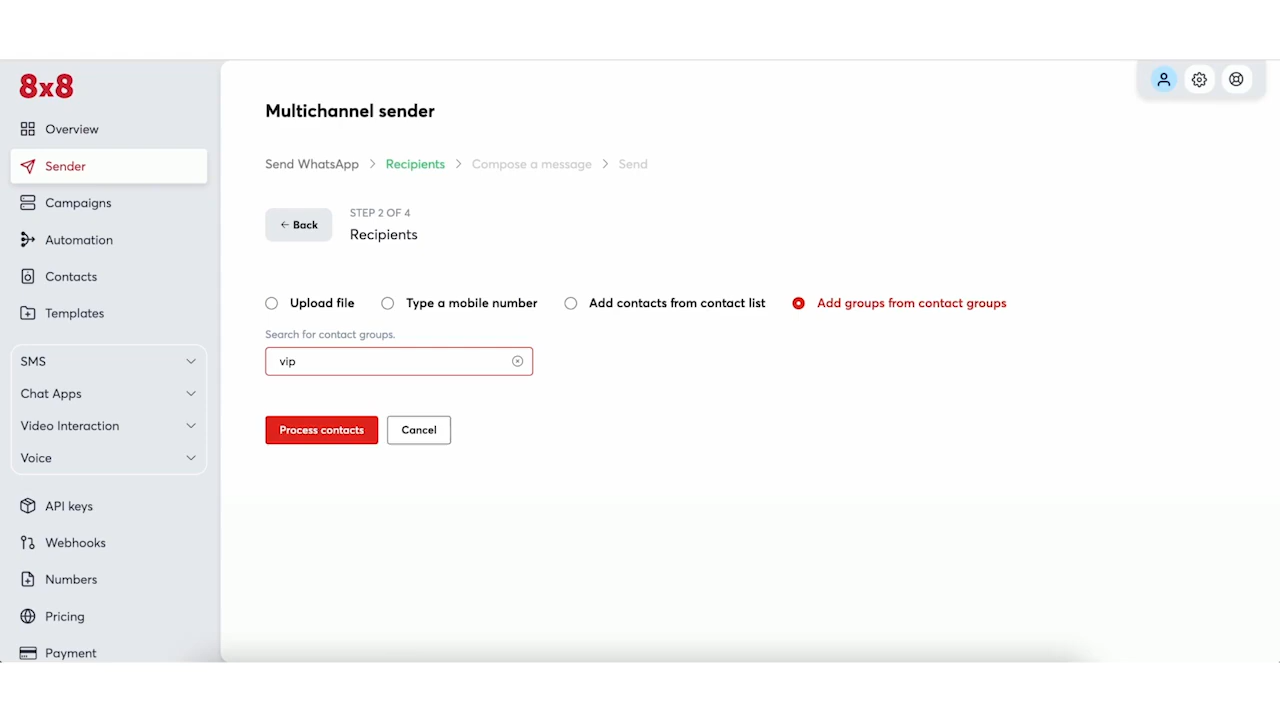 8x8
Overview
Sender
Campaigns
Automation
Contacts
Templates
SMS
Chat Apps
Video Interaction
Voice
API keys
Webhooks
Numbers
Pricing
Payment
Multichannel sender
Send WhatsApp > Recipients > Compose a message > Send
← Back
STEP 2 OF 4
Recipients
Upload file Type a mobile number Add contacts from contact list Add groups from contact groups
Search for contact groups.
vip
Process contacts Cancel